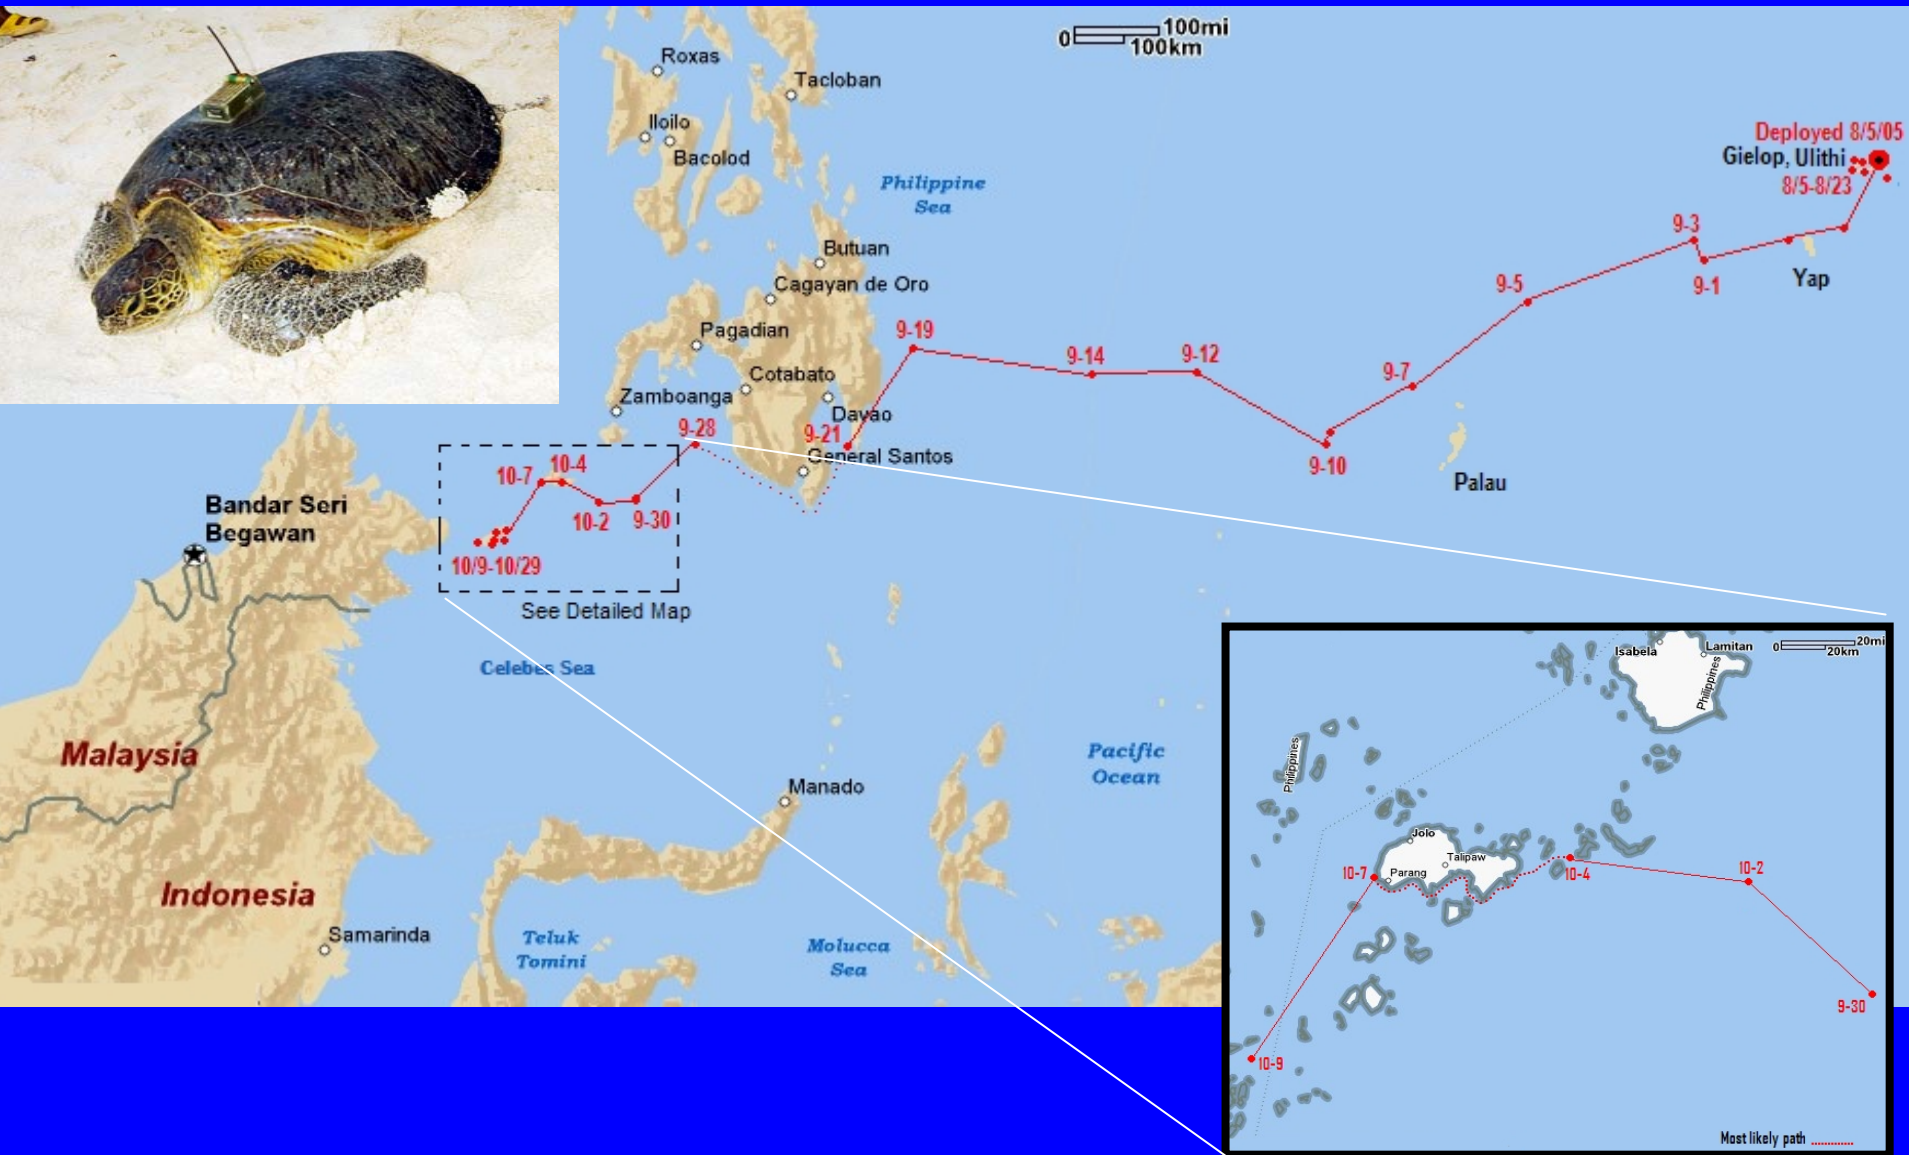 0
100mi
100km
Roxas
Tacloban
Iloilo
Bacolod
Philippine
Sea
Deployed 8/5/05
Gielop, Ulithi
8/5-8/23
9-3
9-1
Yap
Butuan
Cagayan de Oro
9-5
Pagadian
9-19
9-14
9-12
9-7
Cotabato
Zamboanga
Davao
9-28
9-21
General Santos
9-10
Palau
10-7
10-4
10-2
9-30
10/9-10/29
Bandar Seri
Begawan
See Detailed Map
Celebes Sea
Malaysia
Pacific
Ocean
Manado
Indonesia
Samarinda
Teluk
Tomini
Molucca
Sea
Isabela
Lamitan
0
20mi
20km
Philippines
Philippines
Jolo
Talipaw
Parang
10-7
10-4
10-2
9-30
10-9
Most likely path